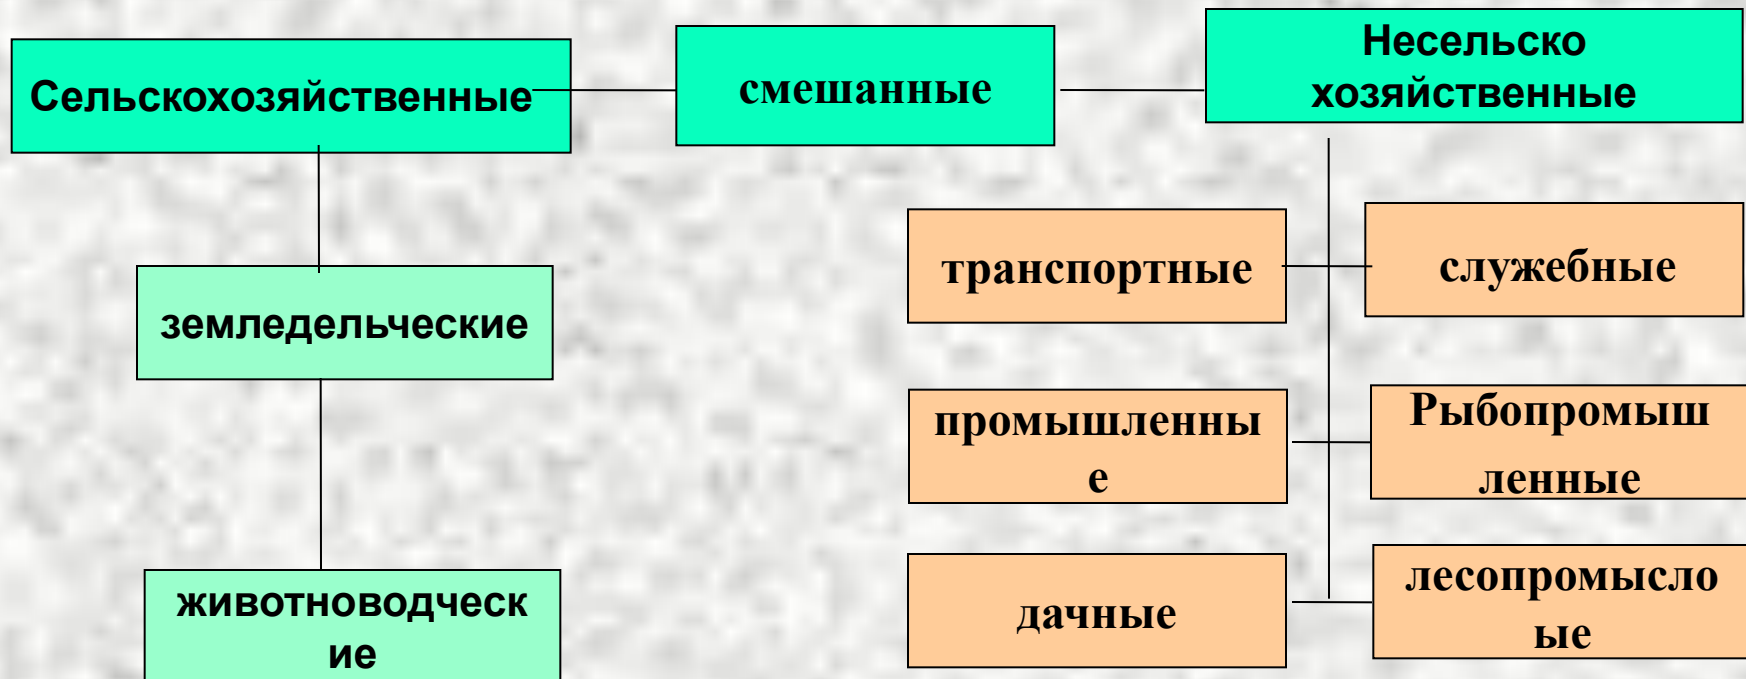 Сельскохозяйственные
смешанные
Несельско
хозяйственные
земледельческие
животноводческ
ие
транспортные
служебные
промышленны
е
Рыбопромыш
ленные
дачные
лесопромысло
ые